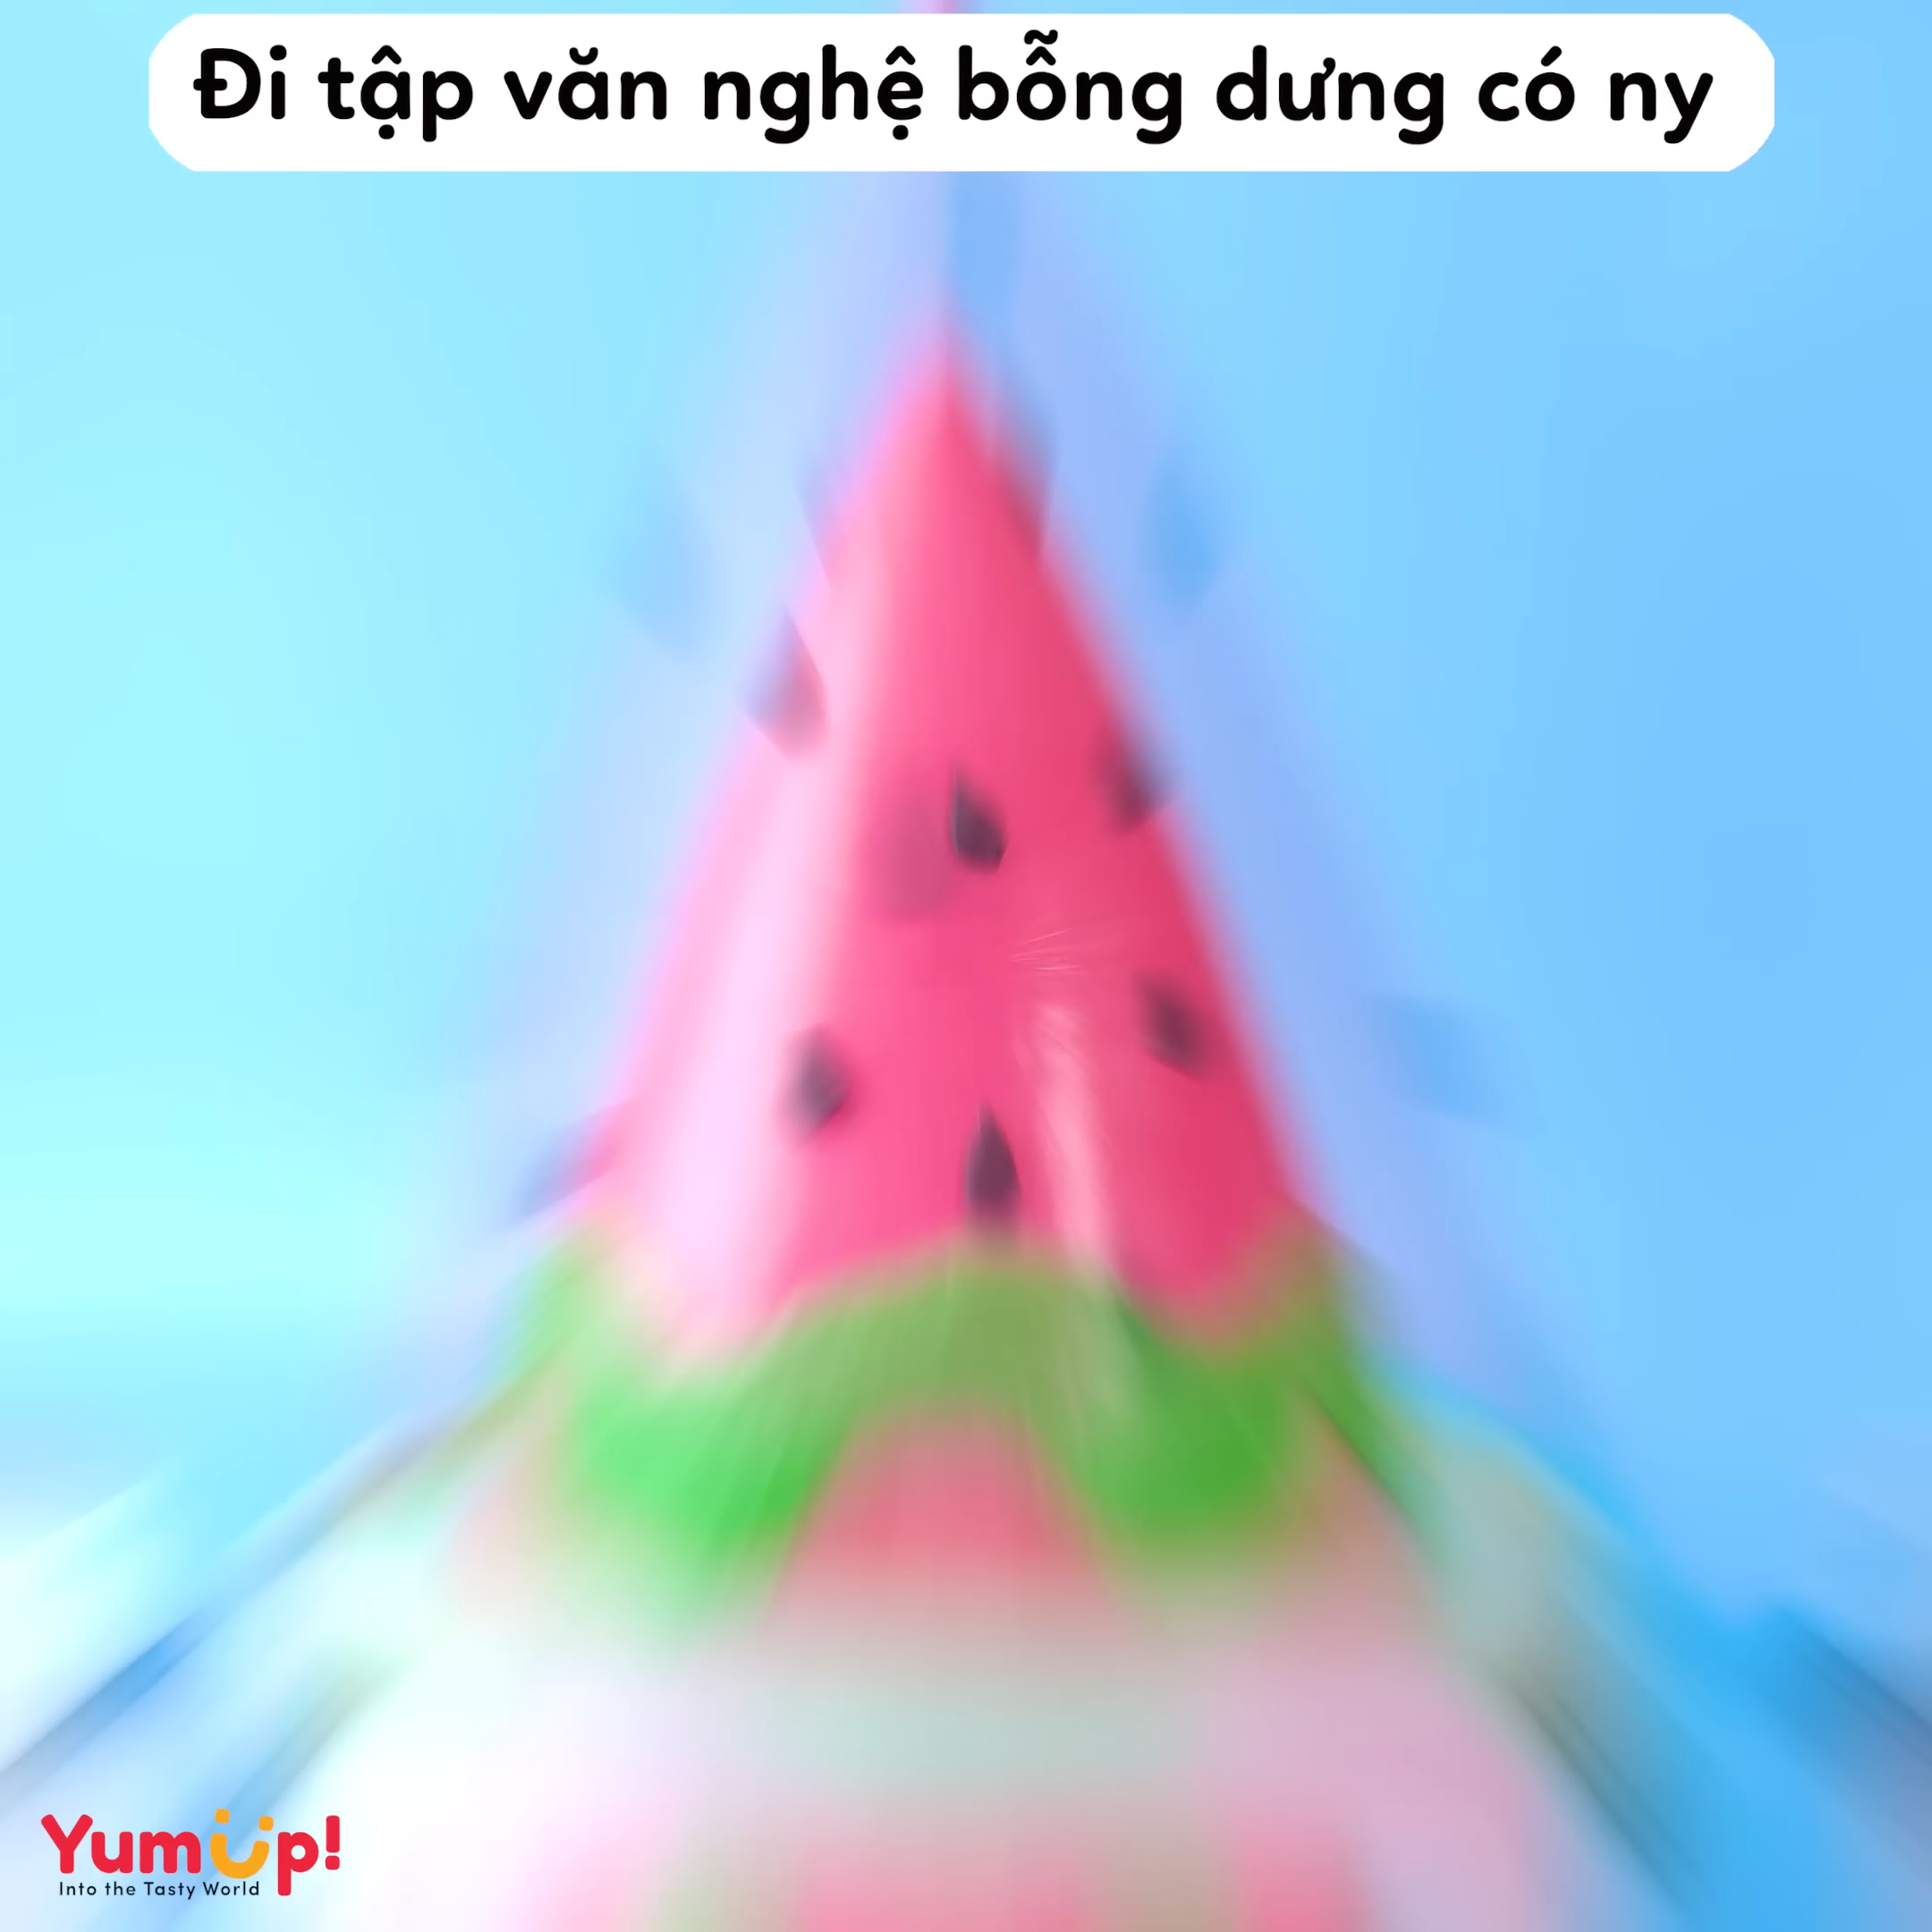 Đi tập văn nghệ bỗng dưng có ny
YumUp!
Into the Tasty World